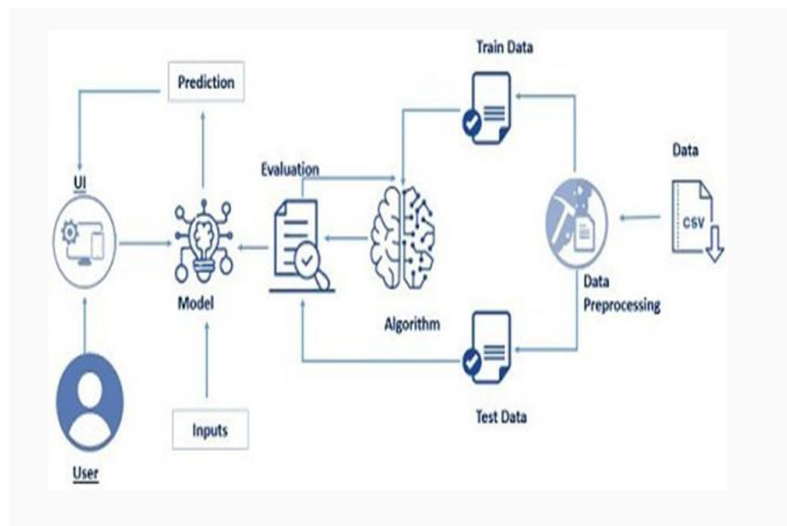 Train Data
Prediction
Data
Evaluation
UI
CSV
Data
Preprocessing
Model
Algorithm
Test Data
Inputs
User